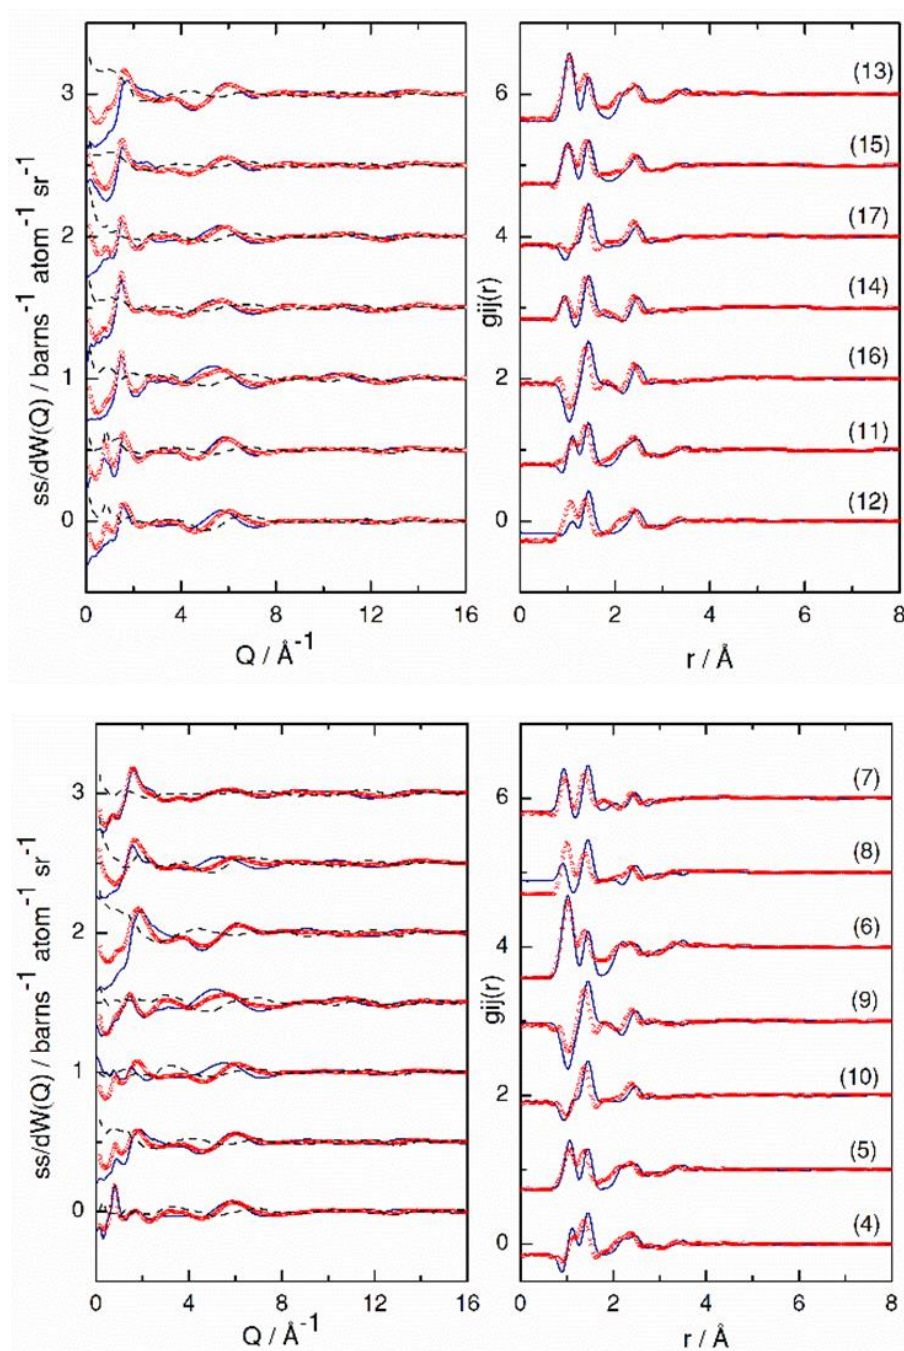 3
2
1
0
ss/dW(Q) / barns-1 atom-1 sr-1
0 4 8 12 16
Q / Å-1
6
4
2
0
gij(r)
(13)
(15)
(17)
(14)
(16)
(11)
(12)
0 2 4 6 8
r / Å
3
2
1
0
ss/dW(Q) / barns-1 atom-1 sr-1
0 4 8 12 16
Q / Å-1
6
4
2
0
gij(r)
(7)
(8)
(6)
(9)
(10)
(5)
(4)
0 2 4 6 8
r / Å